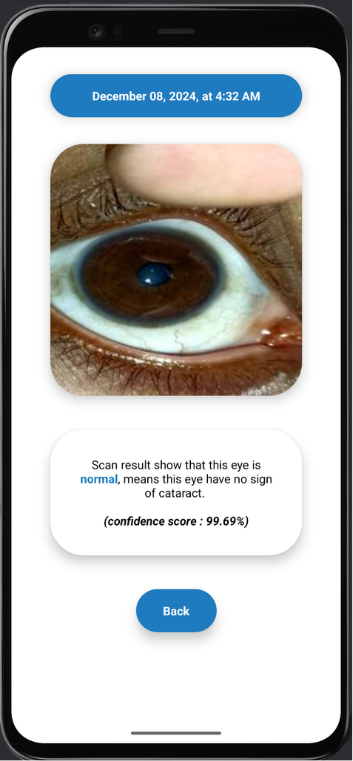 December 08, 2024, at 4:32 AM
Scan result show that this eye is
normal, means this eye have no sign
of cataract.
(confidence score : 99.69%)
Back